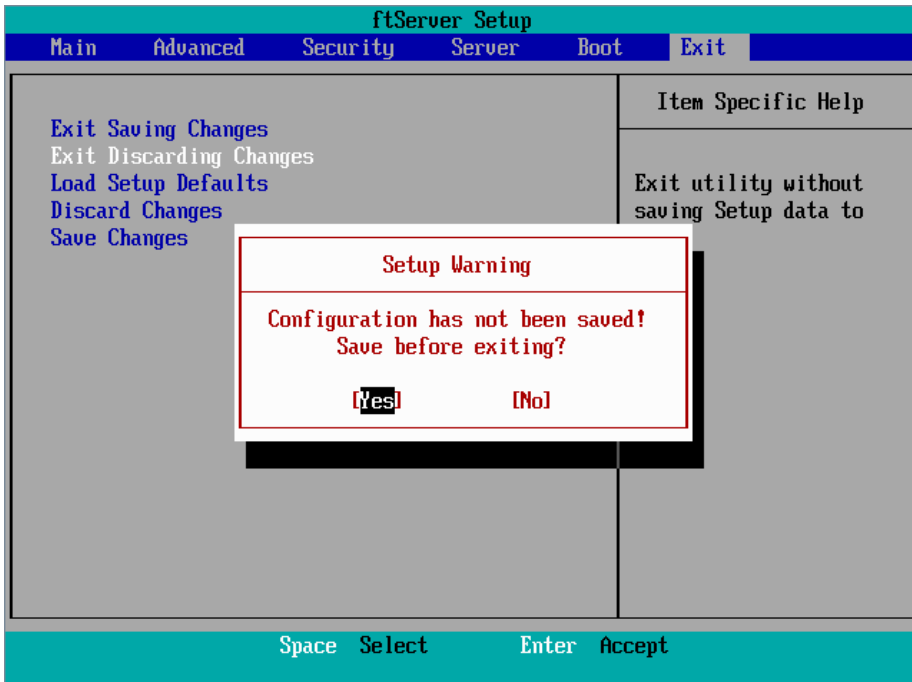 ftServer Setup
Main Advanced Security Server Boot Exit
Item Specific Help
Exit Saving Changes
Exit Discarding Changes
Load Setup Defaults
Discard Changes
Save Changes
Exit utility without
saving Setup data to
Setup Warning
Configuration has not been saved!
Save before exiting?
[Yes] [No]
Space Select Enter Accept